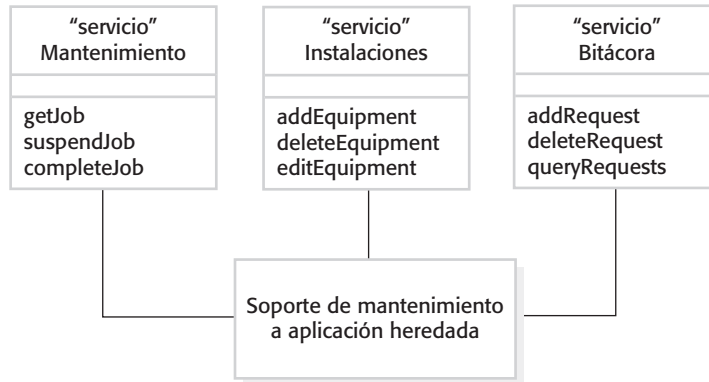 “servicio”
Mantenimiento
getJob
suspendJob
completeJob
“servicio”
Instalaciones
addEquipment
deleteEquipment
editEquipment
“servicio”
Bitácora
addRequest
deleteRequest
queryRequests
Soporte de mantenimiento
a aplicación heredada